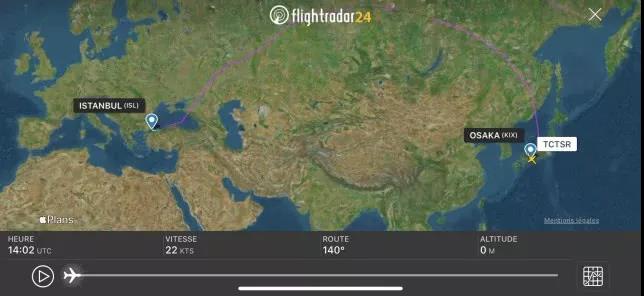 flightradar24
ISTANBUL (ISL)
OSAKA (KIX)
TCTSR
Plans
Mentions légales
HEURE
14:02 UTC
VITESSE
22 KTS
ROUTE
140°
ALTITUDE
0 M